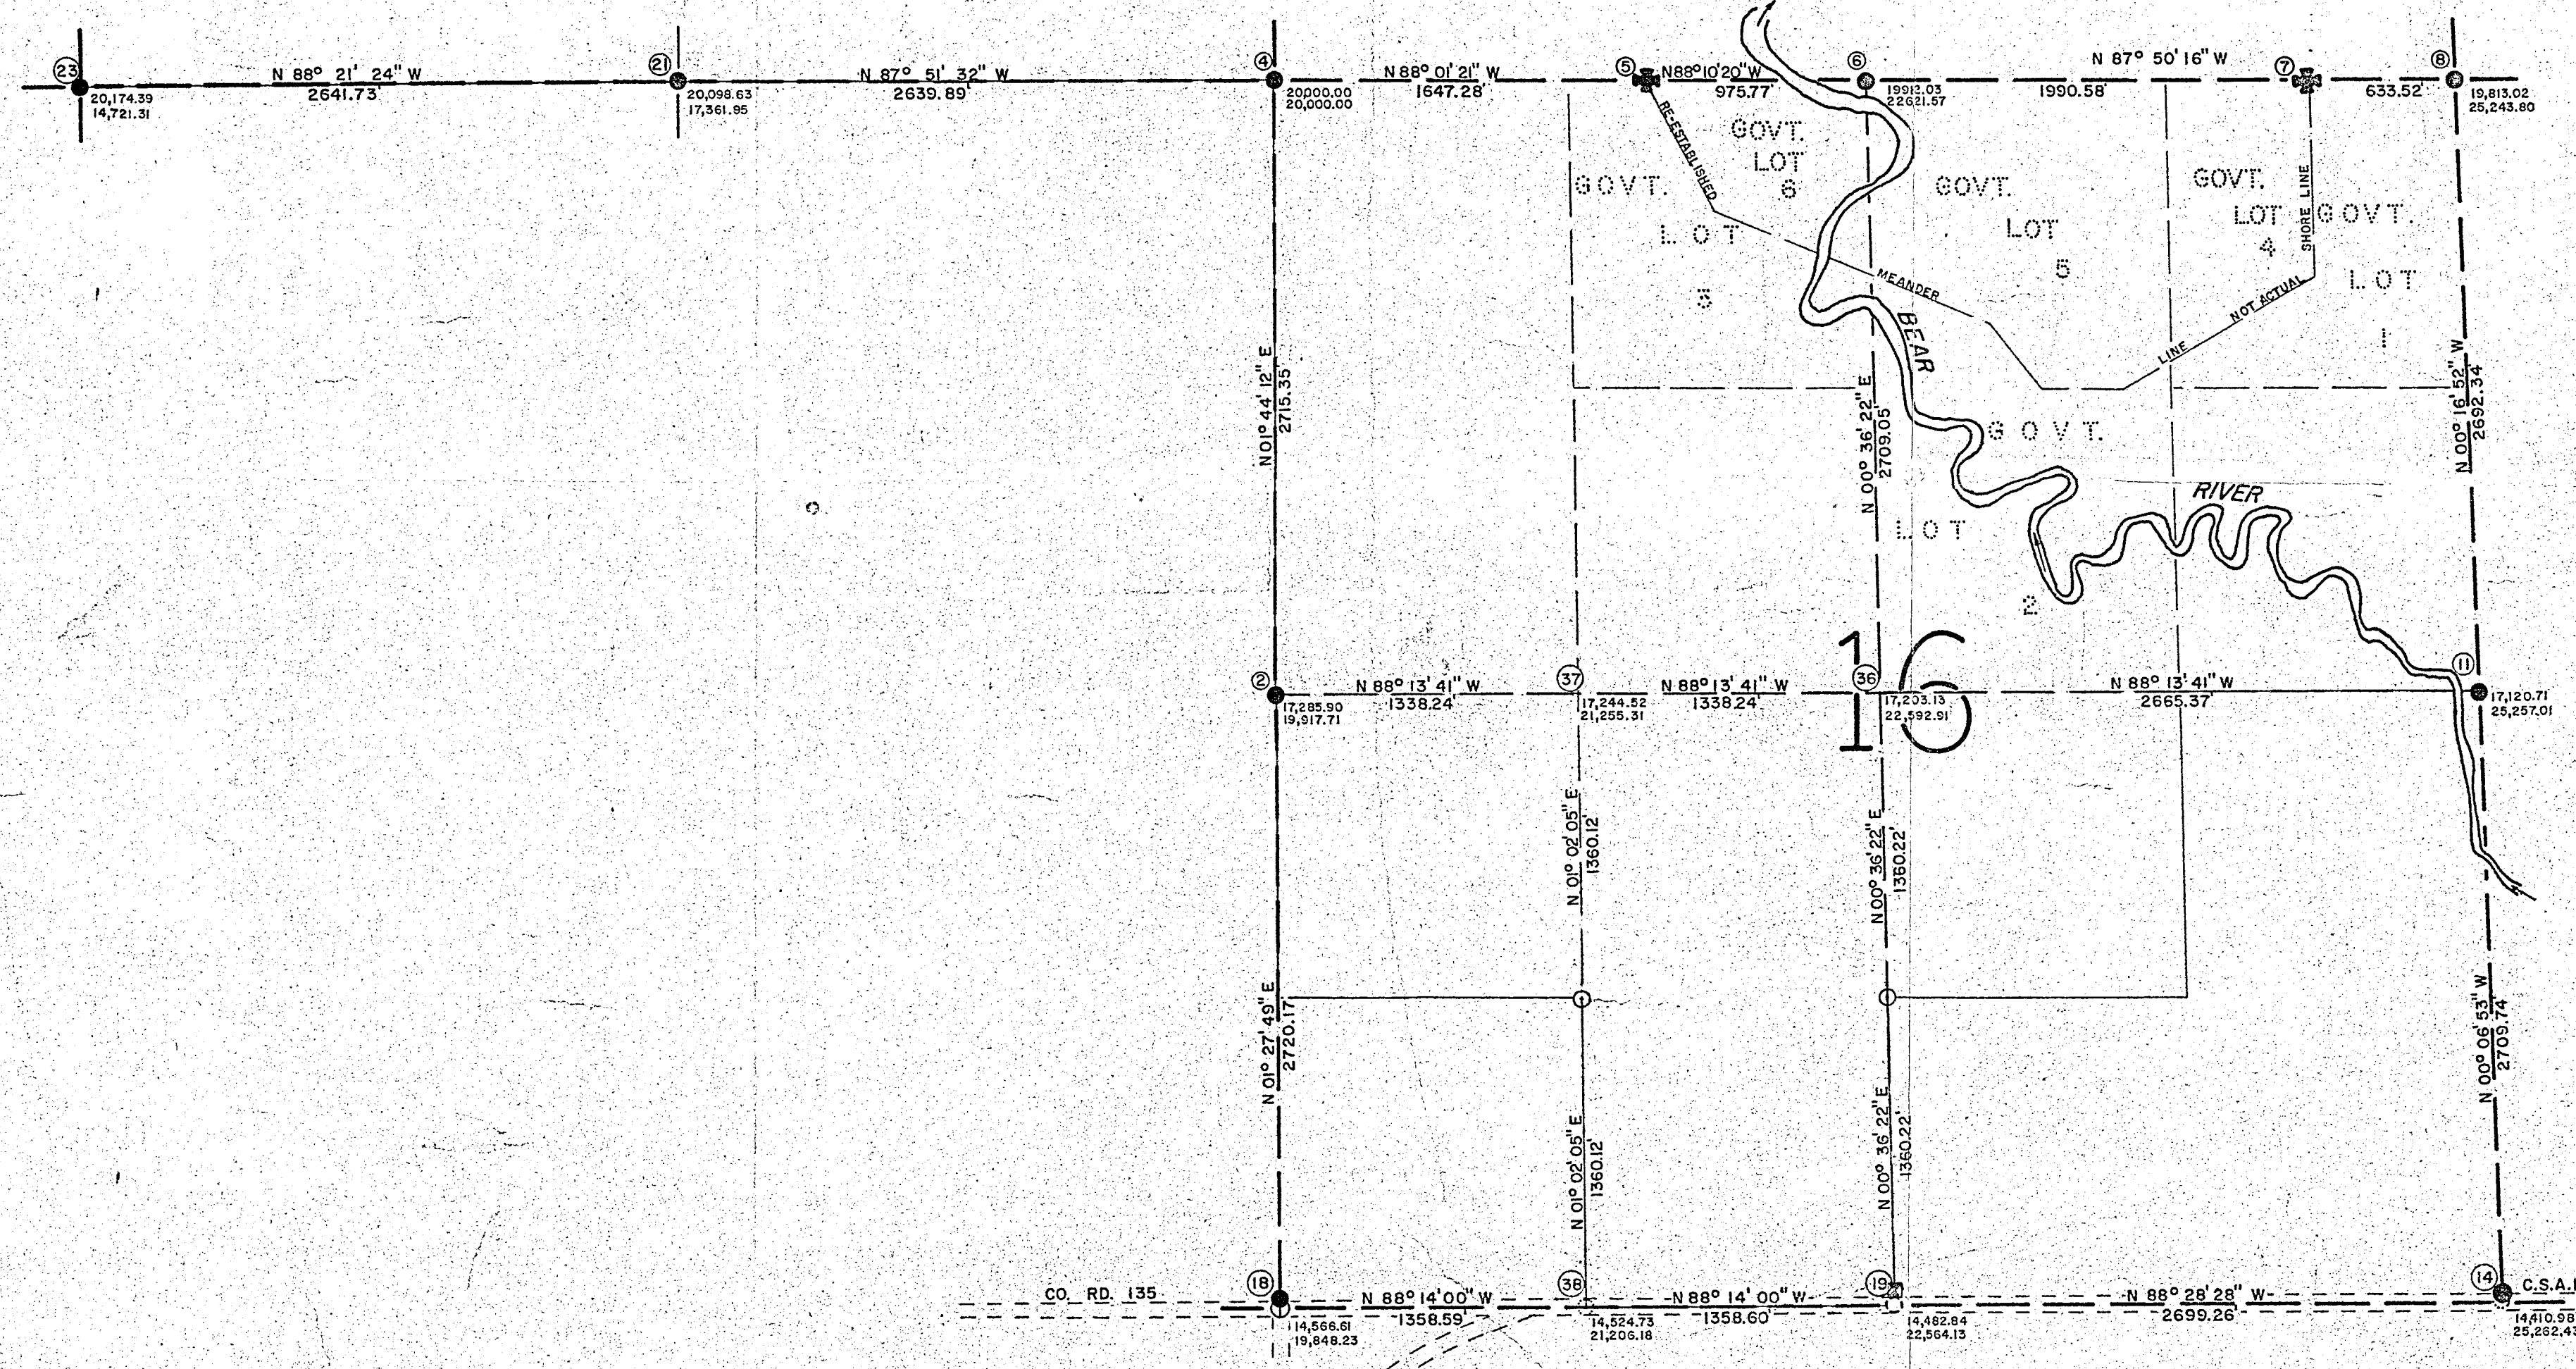 23
N 88° 21' 24" W
2641.73'
20,174.39
14,721.31
21
N 87° 51' 32" W
2639.89'
20,098.63
17,361.95
4
N 88° 01' 21" W
1647.28'
20000.00
20,000.00
5
N88°10'20"W
975.77'
6
19912.03
22621.57
N 87° 50' 16" W
1990.58'
7
633.52'
8
19,813.02
25,243.80
RE-ESTABLISHED
MEANDER
LINE
NOT ACTUAL
SHORE LINE
GOVT.
LOT
6
GOVT.
LOT
3
GOVT.
LOT
5
GOVT.
LOT
4
GOVT.
LOT
1
BEAR
RIVER
GOVT.
LOT
2
N 01° 44' 12" E
2715.35'
N 00° 36' 22" E
2709.05'
N 00° 16' 52" W
2692.34'
16
2
17,285.90
19,917.71
N 88° 13' 41" W
1338.24'
37
17,244.52
21,255.31
N 88° 13' 41" W
1338.24'
36
17,203.13
22,592.91
N 88° 13' 41" W
2665.37'
11
17,120.71
25,257.01
N 01° 02' 05" E
1360.12'
N 00° 36' 22" E
1360.22'
N 01° 27' 49" E
2720.17'
N 00° 06' 53" W
2709.74'
N 01° 02' 05" E
1360.12'
N 00° 36' 22" E
1360.22'
CO. RD. 135
18
14,566.61
19,848.23
N 88° 14' 00" W
1358.59'
38
14,524.73
21,206.18
N 88° 14' 00" W
1358.60'
19
14,482.84
22,564.13
N 88° 28' 28" W
2699.26'
14
C.S.A.
14,410.98
25,262.43